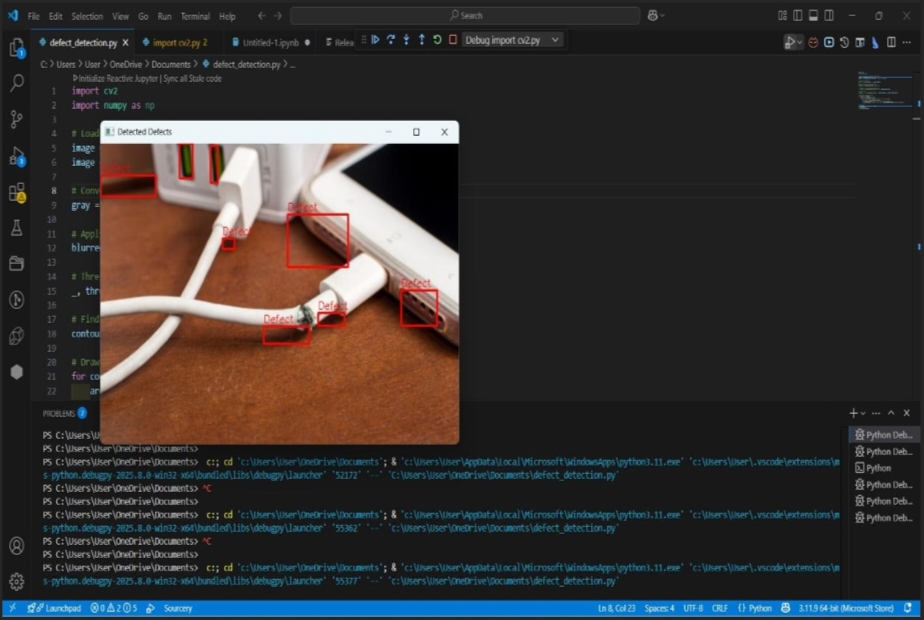 File Edit Selection View Go Run Terminal Help
Search
defect_detection.py
import cv2.py 2
Untitled-1.ipynb
Relea
Debug import cv2.py
C: > Users > User > OneDrive > Documents > defect_detection.py > ...
Initialize Reactive Jupyter | Sync all Stale code
1 import cv2
2 import numpy as np
3
4 # Load
5 image
6 image
7
8 # Conv
9 gray =
10
11 # Appl
12 blurre
13
14 # Thre
15 _, thr
16
17 # Find
18 contou
19
20 # Draw
21 for co
22 ar
Detected Defects
Defect
Defect
Defect
Defect
Defect
Defect
PROBLEMS 7
PS C:\Users\U
PS C:\Users\User\OneDrive\Documents>
PS C:\Users\User\OneDrive\Documents> c:; cd 'c:\Users\User\OneDrive\Documents'; & 'c:\Users\User\AppData\Local\Microsoft\WindowsApps\python3.11.exe' 'c:\Users\User\.vscode\extensions\m
s-python.debugpy-2025.8.0-win32-x64\bundled\libs\debugpy\launcher' '52172' '--' 'c:\Users\User\OneDrive\Documents\defect_detection.py'
PS C:\Users\User\OneDrive\Documents> ^C
PS C:\Users\User\OneDrive\Documents>
PS C:\Users\User\OneDrive\Documents> c:; cd 'c:\Users\User\OneDrive\Documents'; & 'c:\Users\User\AppData\Local\Microsoft\WindowsApps\python3.11.exe' 'c:\Users\User\.vscode\extensions\m
s-python.debugpy-2025.8.0-win32-x64\bundled\libs\debugpy\launcher' '55362' '--' 'c:\Users\User\OneDrive\Documents\defect_detection.py'
PS C:\Users\User\OneDrive\Documents> ^C
PS C:\Users\User\OneDrive\Documents>
PS C:\Users\User\OneDrive\Documents> c:; cd 'c:\Users\User\OneDrive\Documents'; & 'c:\Users\User\AppData\Local\Microsoft\WindowsApps\python3.11.exe' 'c:\Users\User\.vscode\extensions\m
s-python.debugpy-2025.8.0-win32-x64\bundled\libs\debugpy\launcher' '55377' '--' 'c:\Users\User\OneDrive\Documents\defect_detection.py'
Python Deb...
Python Deb...
Python
Python Deb...
Python Deb...
Python Deb...
Launchpad 0 2 5 Sourcery
Ln 8, Col 23 Spaces: 4 UTF-8 CRLF {} Python 3.11.9 64-bit (Microsoft Store)